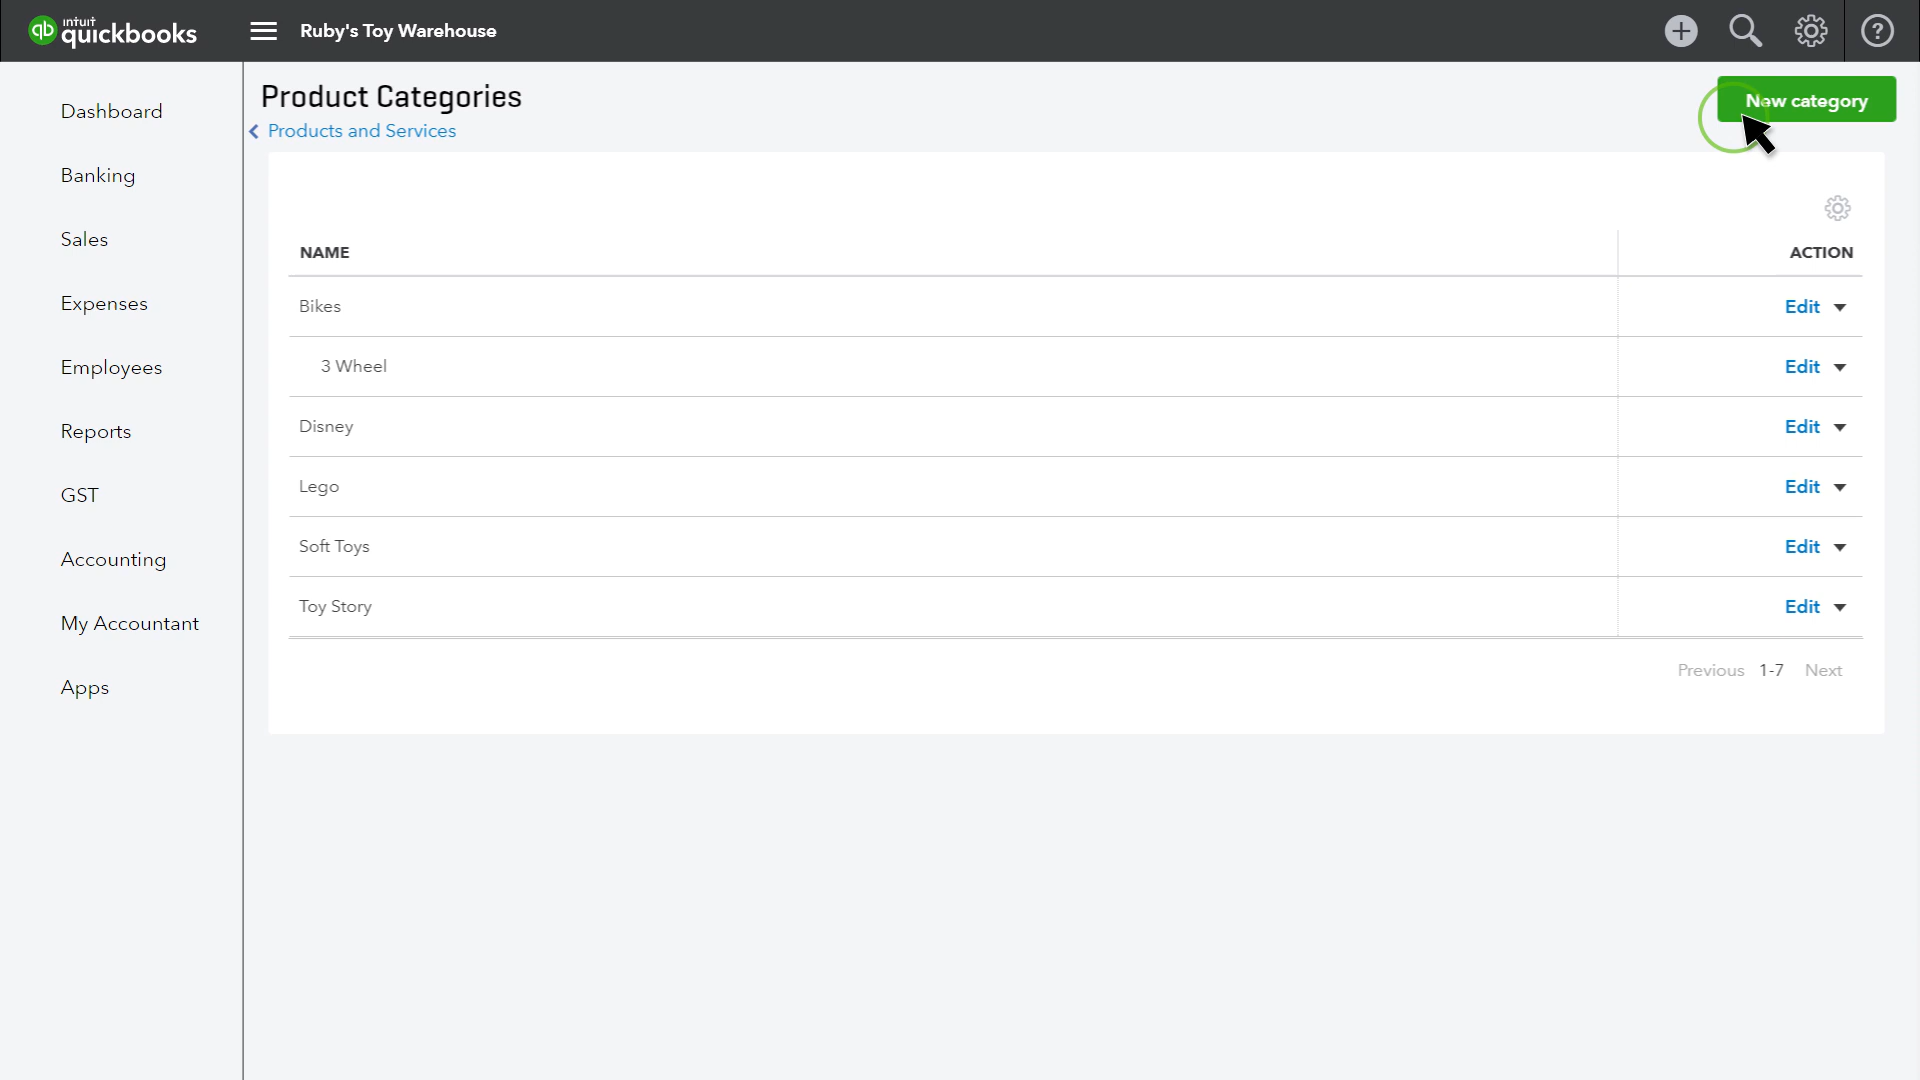 intuit
quickbooks
Ruby's Toy Warehouse
Product Categories
New category
Products and Services
Dashboard
Banking
Sales
Expenses
Employees
Reports
GST
Accounting
My Accountant
Apps
NAME ACTION
Bikes Edit
3 Wheel Edit
Disney Edit
Lego Edit
Soft Toys Edit
Toy Story Edit
Previous 1-7 Next